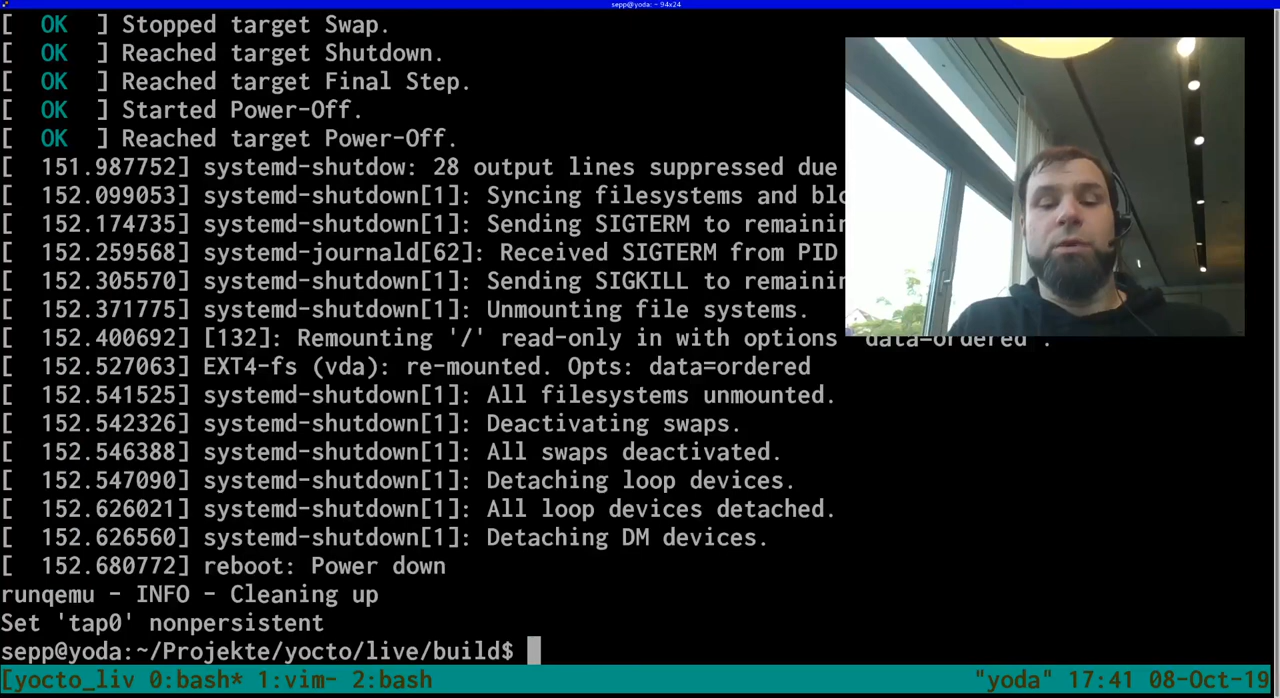 sepp@yoda: ~ 94x24
[  OK  ] Stopped target Swap.
[  OK  ] Reached target Shutdown.
[  OK  ] Reached target Final Step.
[  OK  ] Started Power-Off.
[  OK  ] Reached target Power-Off.
[  151.987752] systemd-shutdow: 28 output lines suppressed due
[  152.099053] systemd-shutdown[1]: Syncing filesystems and blo
[  152.174735] systemd-shutdown[1]: Sending SIGTERM to remainin
[  152.259568] systemd-journald[62]: Received SIGTERM from PID
[  152.305570] systemd-shutdown[1]: Sending SIGKILL to remainin
[  152.371775] systemd-shutdown[1]: Unmounting file systems.
[  152.400692] [132]: Remounting '/' read-only in with options 'data=ordered'.
[  152.527063] EXT4-fs (vda): re-mounted. Opts: data=ordered
[  152.541525] systemd-shutdown[1]: All filesystems unmounted.
[  152.542326] systemd-shutdown[1]: Deactivating swaps.
[  152.546388] systemd-shutdown[1]: All swaps deactivated.
[  152.547090] systemd-shutdown[1]: Detaching loop devices.
[  152.626021] systemd-shutdown[1]: All loop devices detached.
[  152.626560] systemd-shutdown[1]: Detaching DM devices.
[  152.680772] reboot: Power down
runqemu - INFO - Cleaning up
Set 'tap0' nonpersistent
sepp@yoda:~/Projekte/yocto/live/build$
[yocto_liv 0:bash* 1:vim- 2:bash "yoda" 17:41 08-Oct-19